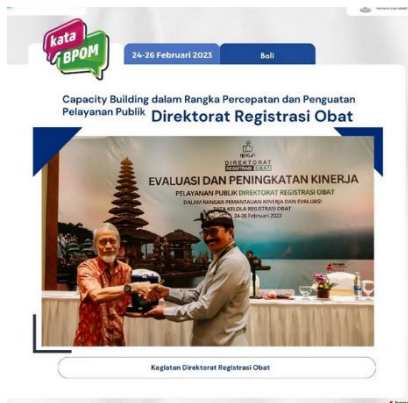 kata
BPOM
24-26 Februari 2023
Bali
Capacity Building dalam Rangka Percepatan dan Penguatan
Pelayanan Publik Direktorat Registrasi Obat
DIREKTORAT
REGISTRASI OBAT
EVALUASI DAN PENINGKATAN KINERJA
PELAYANAN PUBLIK DIREKTORAT REGISTRASI OBAT
DALAM RANGKA PEMANTAUAN KINERJA DAN EVALUASI
TATA KELOLA REGISTRASI OBAT
24-26 Februari 2023
Kegiatan Direktorat Registrasi Obat